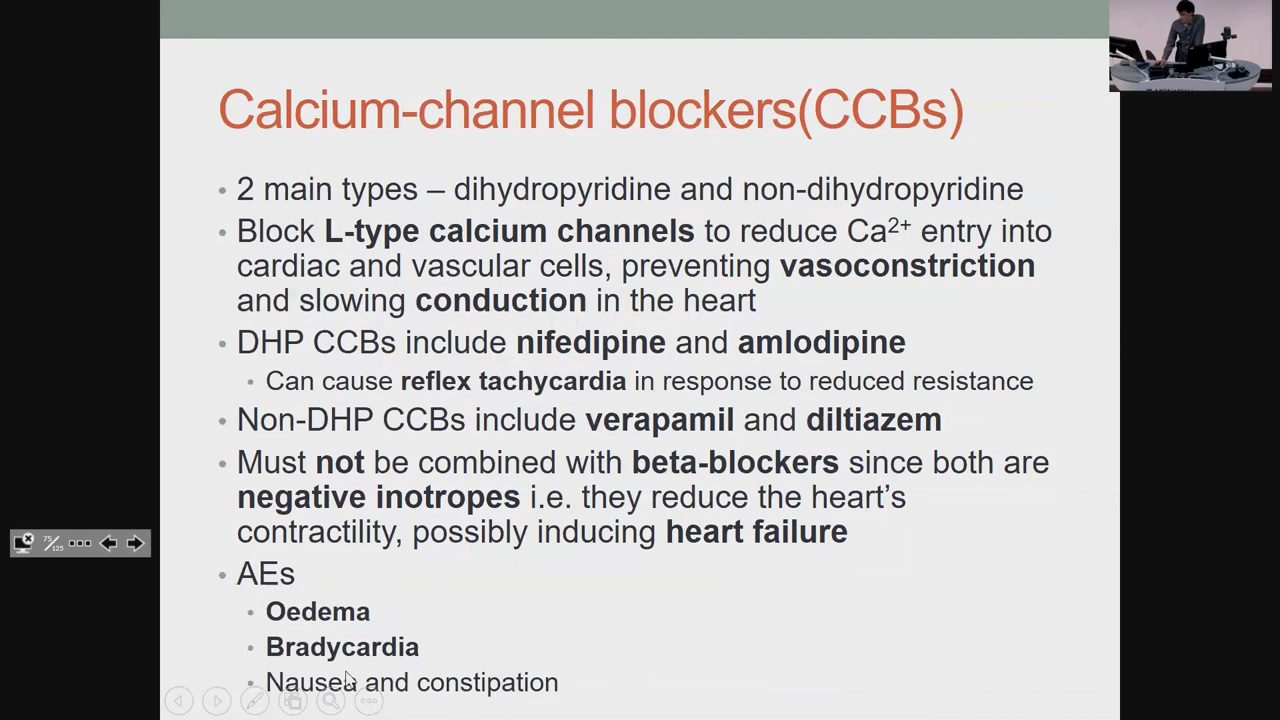 Calcium-channel blockers(CCBs)
• 2 main types – dihydropyridine and non-dihydropyridine
• Block L-type calcium channels to reduce Ca²⁺ entry into
cardiac and vascular cells, preventing vasoconstriction
and slowing conduction in the heart
• DHP CCBs include nifedipine and amlodipine
• Can cause reflex tachycardia in response to reduced resistance
• Non-DHP CCBs include verapamil and diltiazem
• Must not be combined with beta-blockers since both are
negative inotropes i.e. they reduce the heart's
contractility, possibly inducing heart failure
75/125
• AEs
• Oedema
• Bradycardia
• Nausea and constipation